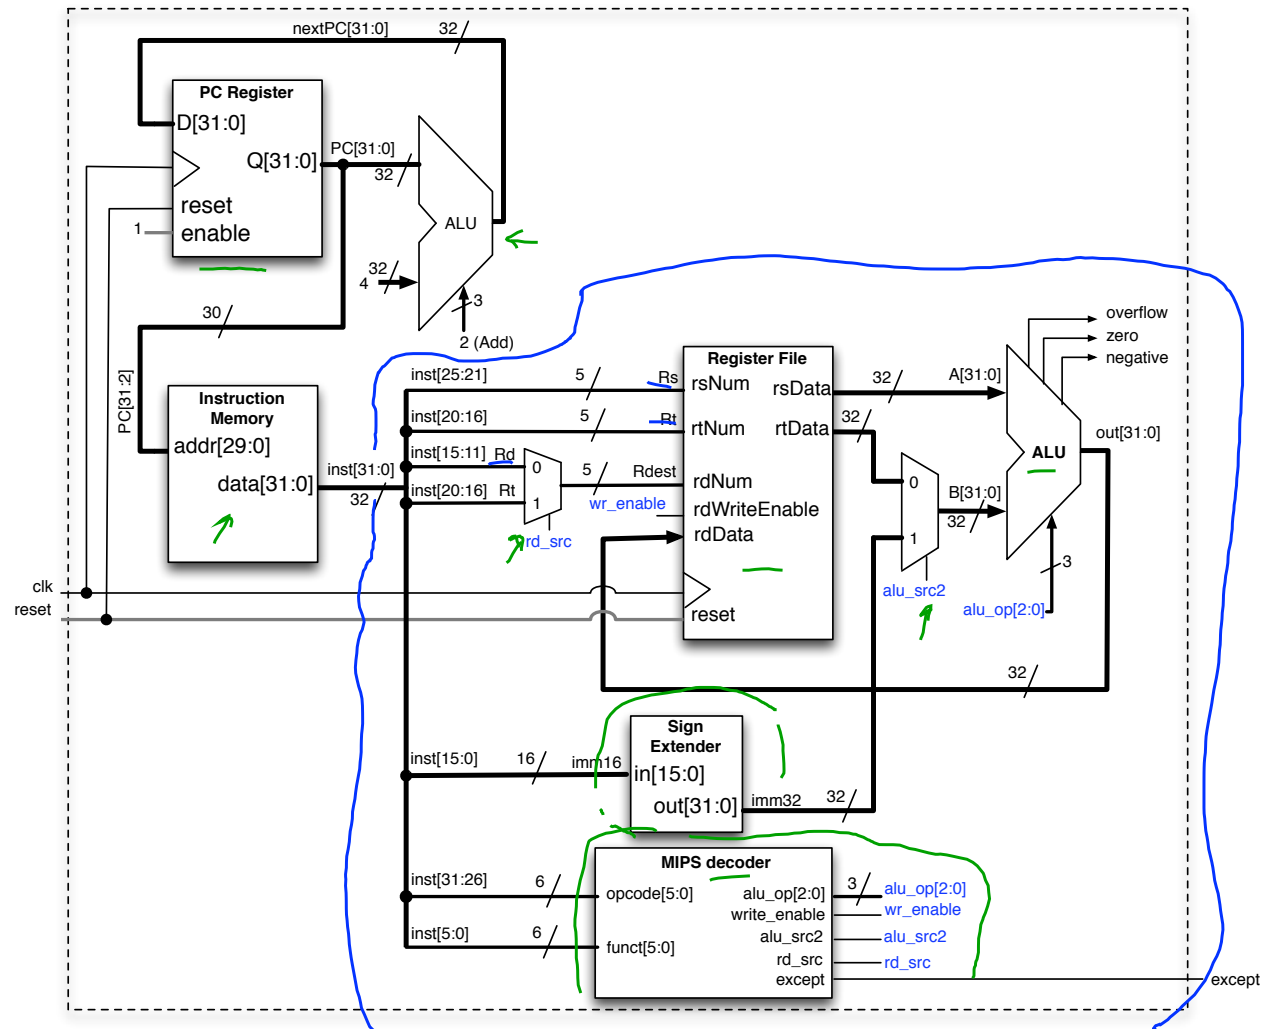 nextPC[31:0]
32
PC Register
D[31:0]
Q[31:0]
PC[31:0]
32
reset
1
enable
ALU
32
4
3
2 (Add)
30
PC[31:2]
Instruction
Memory
addr[29:0]
data[31:0]
inst[31:0]
32
clk
reset
inst[25:21]
5
Rs
inst[20:16]
5
Rt
inst[15:11]
Rd
0
inst[20:16]
Rt
1
5
Rdest
rd_src
wr_enable
Register File
rsNum
rsData
rtNum
rtData
rdNum
rdWriteEnable
rdData
reset
32
A[31:0]
32
0
1
B[31:0]
32
alu_src2
overflow
zero
negative
ALU
out[31:0]
3
alu_op[2:0]
32
inst[15:0]
16
imm16
Sign
Extender
in[15:0]
out[31:0]
imm32
32
MIPS decoder
inst[31:26]
6
opcode[5:0]
alu_op[2:0]
3
alu_op[2:0]
write_enable
wr_enable
inst[5:0]
6
funct[5:0]
alu_src2
alu_src2
rd_src
rd_src
except
except